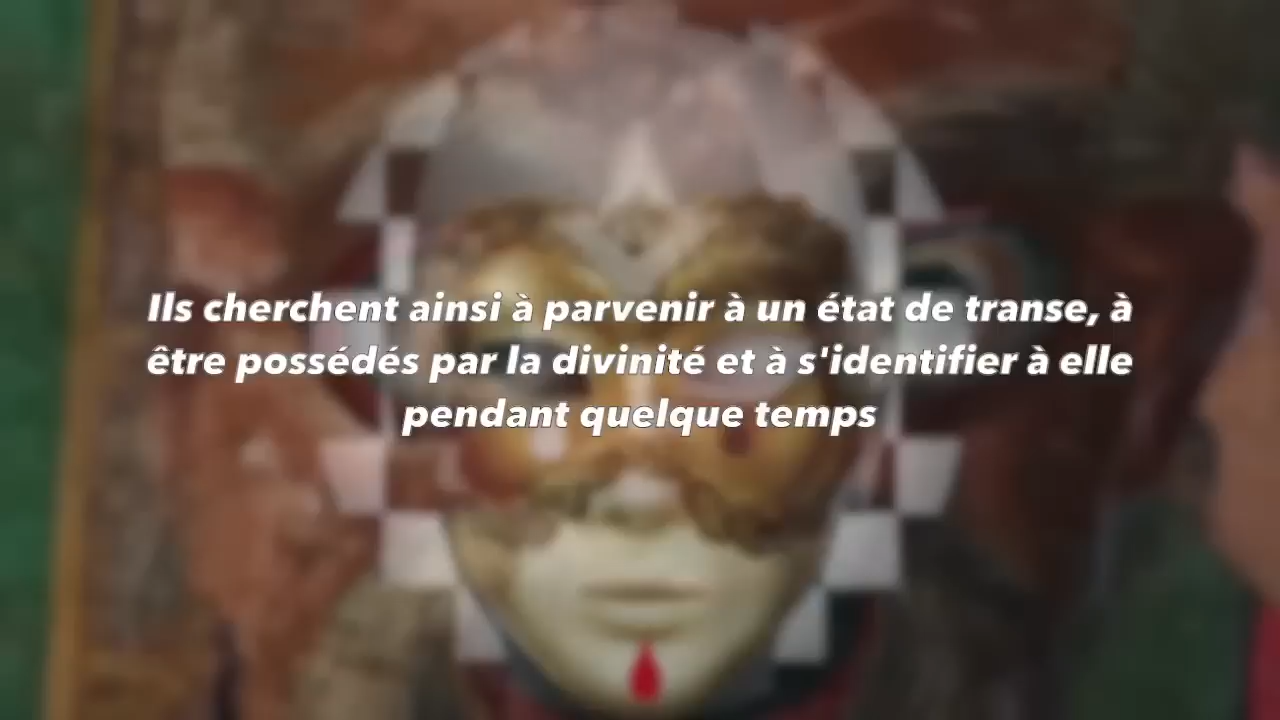 Ils cherchent ainsi à parvenir à un état de transe, à
être possédés par la divinité et à s'identifier à elle
pendant quelque temps